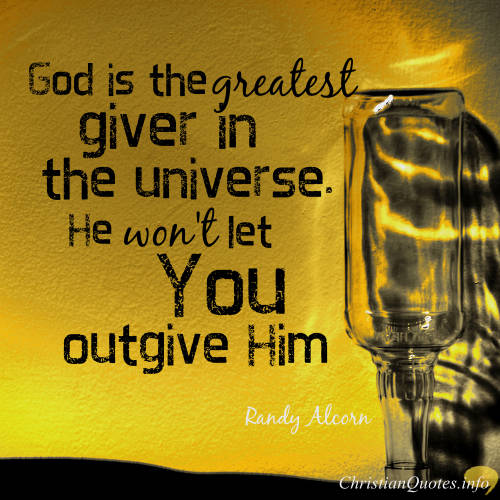 God is the greatest
giver in
the universe.
He won't let
You
outgive Him
Randy Alcorn
ChristianQuotes.info